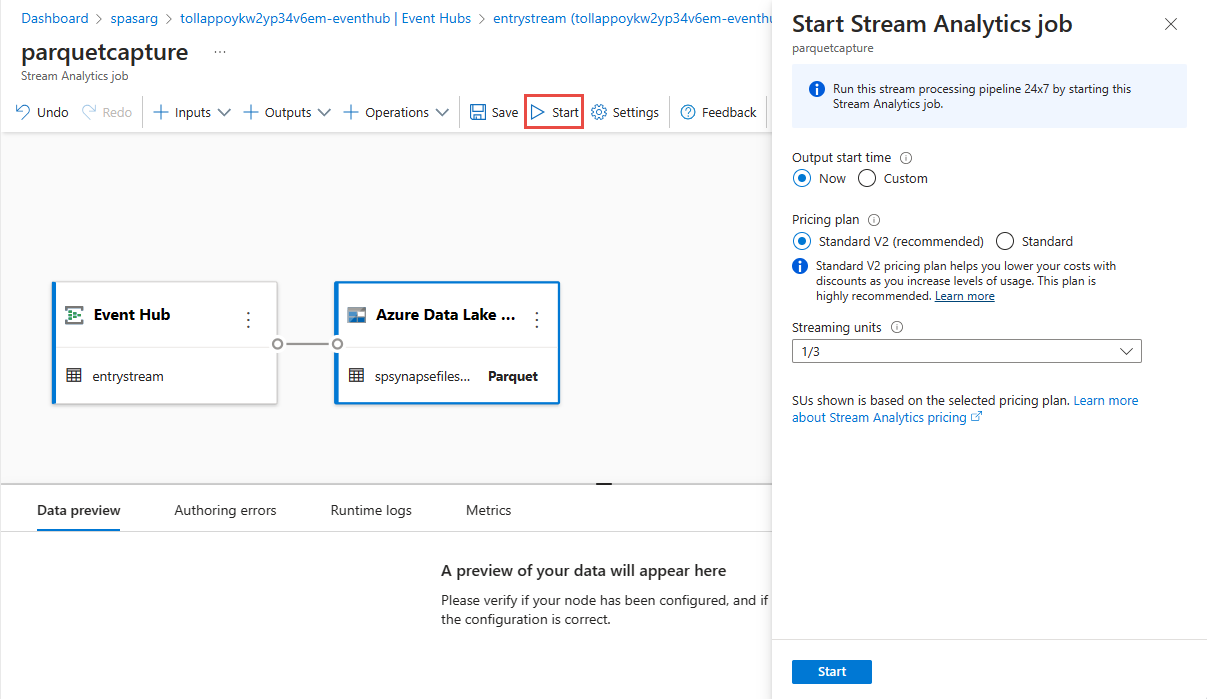 Dashboard > spasarg > tollappoykw2yp34v6em-eventhub | Event Hubs > entrystream (tollappoykw2yp34v6em-eventhu
parquetcapture ...
Stream Analytics job
Undo Redo + Inputs + Outputs + Operations Save Start Settings Feedback
Event Hub
entrystream
Azure Data Lake ...
spsynapsefiles... Parquet
Data preview Authoring errors Runtime logs Metrics
A preview of your data will appear here
Please verify if your node has been configured, and if
the configuration is correct.
Start Stream Analytics job
parquetcapture
Run this stream processing pipeline 24x7 by starting this
Stream Analytics job.
Output start time
Now Custom
Pricing plan
Standard V2 (recommended) Standard
Standard V2 pricing plan helps you lower your costs with
discounts as you increase levels of usage. This plan is
highly recommended. Learn more
Streaming units
1/3
SUs shown is based on the selected pricing plan. Learn more
about Stream Analytics pricing
Start